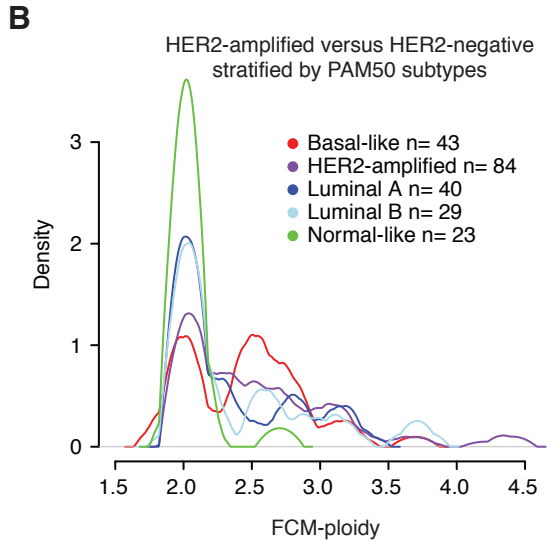 B
HER2-amplified versus HER2-negative
stratified by PAM50 subtypes
Basal-like n= 43
HER2-amplified n= 84
Luminal A n= 40
Luminal B n= 29
Normal-like n= 23
Density
3
2
1
0
1.5 2.0 2.5 3.0 3.5 4.0 4.5
FCM-ploidy